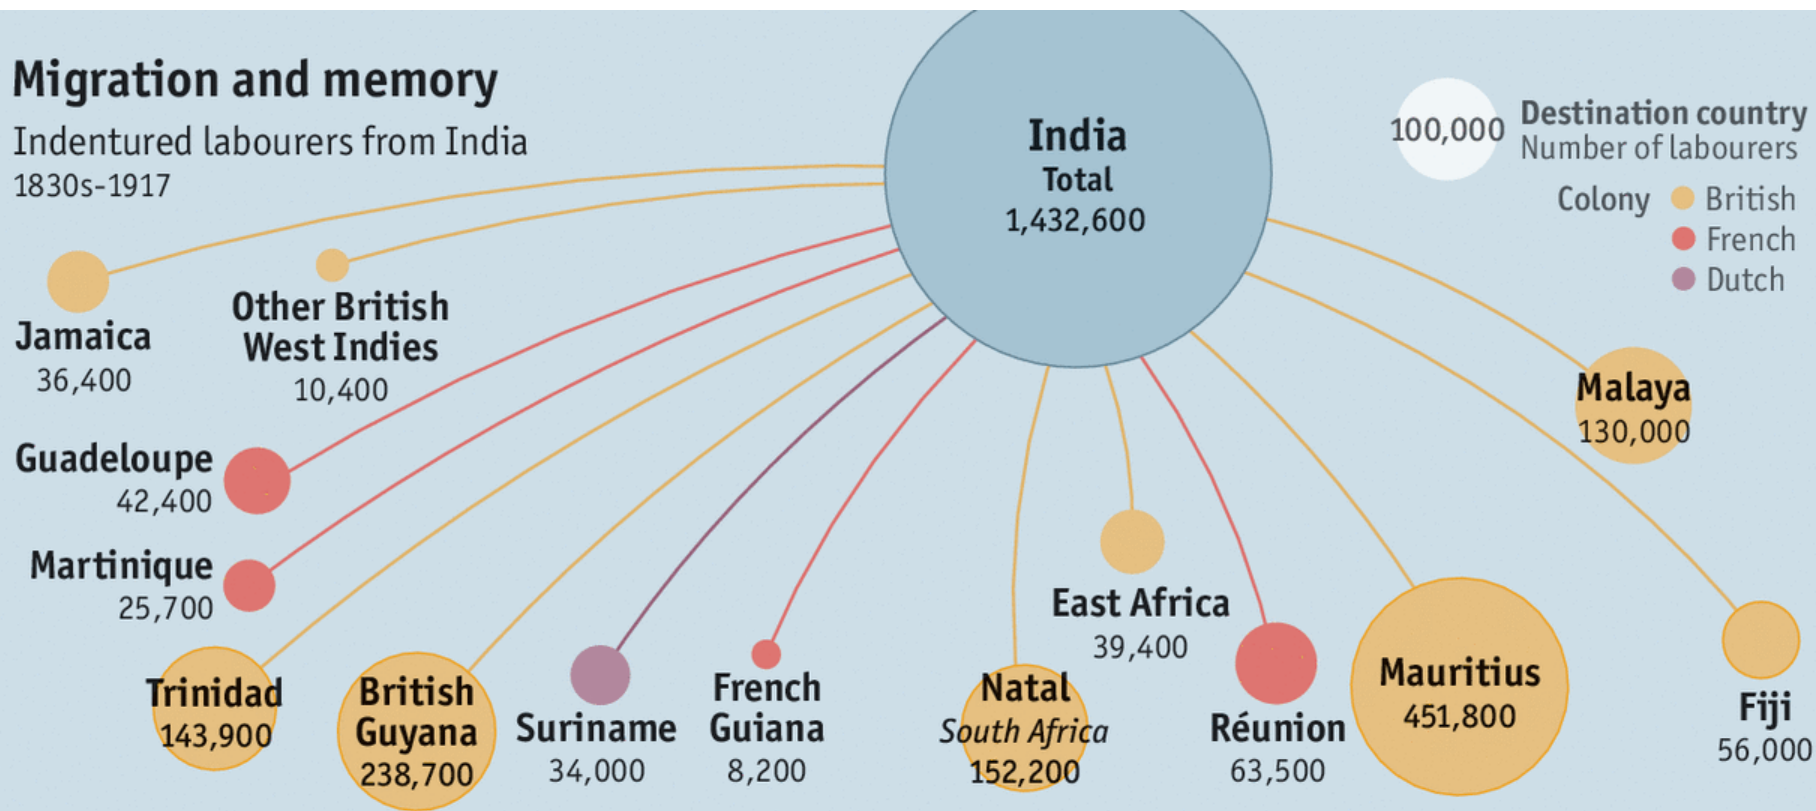 Migration and memory
Indentured labourers from India
1830s-1917
India
Total
1,432,600
100,000
Destination country
Number of labourers
Colony
British
French
Dutch
Jamaica
36,400
Other British
West Indies
10,400
Guadeloupe
42,400
Martinique
25,700
Trinidad
143,900
British
Guyana
238,700
Suriname
34,000
French
Guiana
8,200
Natal
South Africa
152,200
East Africa
39,400
Réunion
63,500
Mauritius
451,800
Malaya
130,000
Fiji
56,000